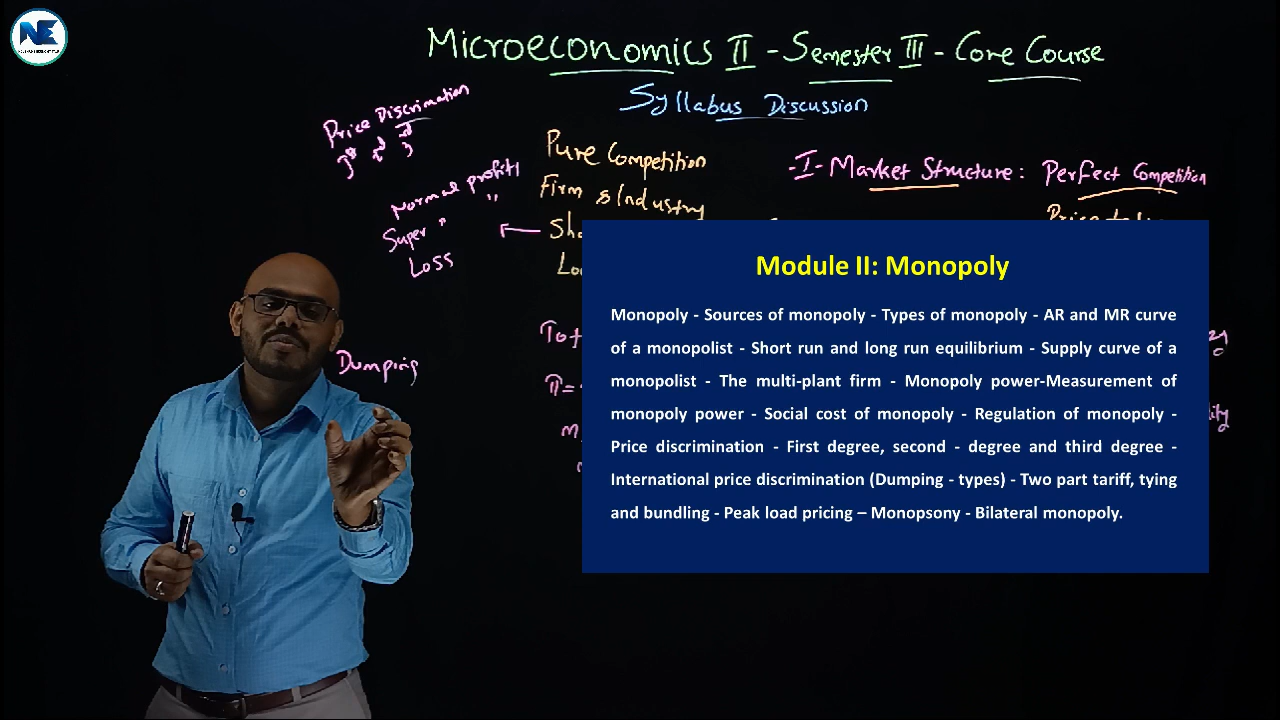 NE
Microeconomics II - Semester III - Core Course
Syllabus Discussion
Price Discrimation
Pure Competition
-I- Market Structure: Perfect Competition
Normal profit
Firm & Industry
Super "
Loss
Dumping
Module II: Monopoly
Monopoly - Sources of monopoly - Types of monopoly - AR and MR curve
of a monopolist - Short run and long run equilibrium - Supply curve of a
monopolist - The multi-plant firm - Monopoly power-Measurement of
monopoly power - Social cost of monopoly - Regulation of monopoly -
Price discrimination - First degree, second - degree and third degree -
International price discrimination (Dumping - types) - Two part tariff, tying
and bundling - Peak load pricing – Monopsony - Bilateral monopoly.